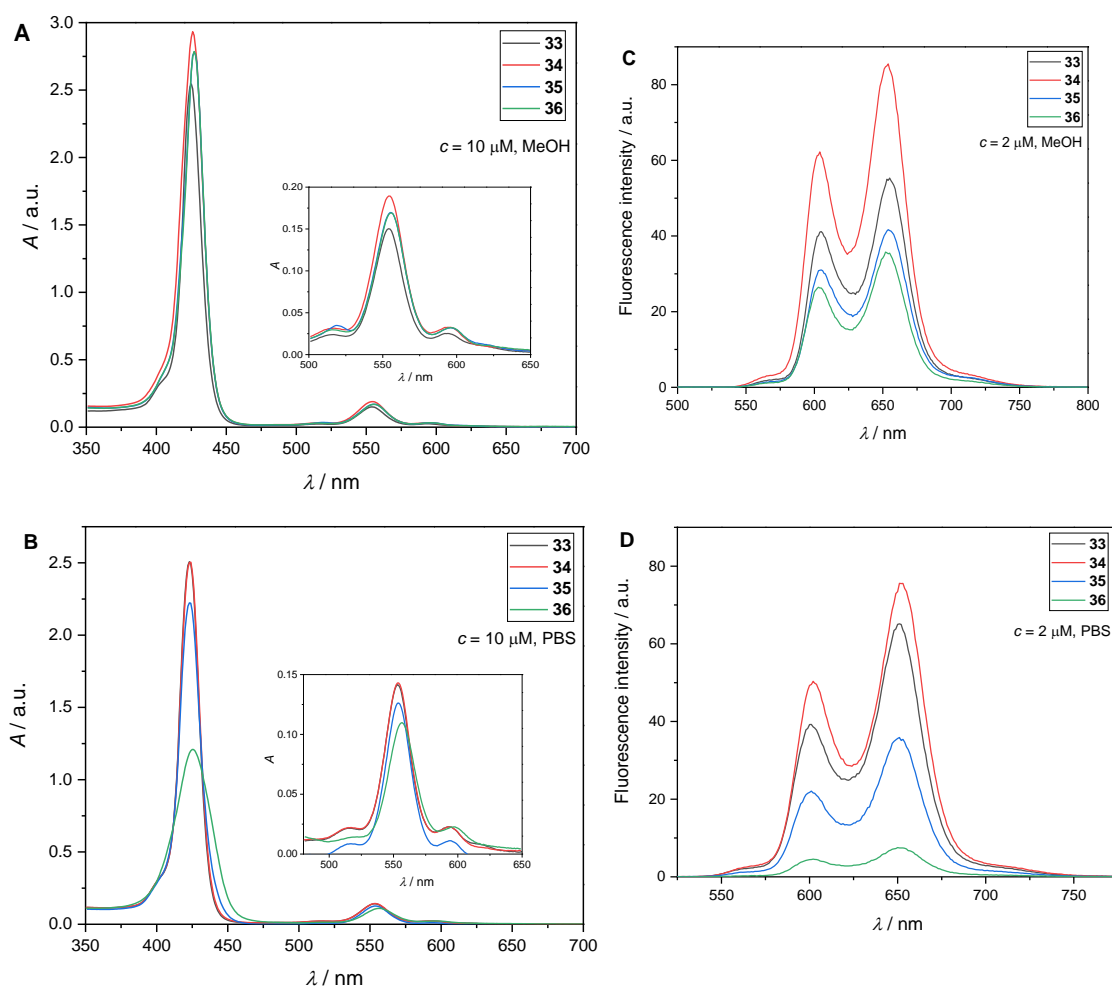 A
3.0
2.5
2.0
1.5
1.0
0.5
0.0
A / a.u.
350 400 450 500 550 600 650 700
λ / nm
33
34
35
36
c = 10 μM, MeOH
0.20
0.15
0.10
0.05
0.00
A
500 550 600 650
λ / nm
C
80
60
40
20
0
Fluorescence intensity / a.u.
500 550 600 650 700 750 800
λ / nm
33
34
35
36
c = 2 μM, MeOH
B
2.5
2.0
1.5
1.0
0.5
0.0
A / a.u.
350 400 450 500 550 600 650 700
λ / nm
33
34
35
36
c = 10 μM, PBS
0.15
0.10
0.05
0.00
A
500 550 600 650
λ / nm
D
80
60
40
20
0
Fluorescence intensity / a.u.
550 600 650 700 750
λ / nm
33
34
35
36
c = 2 μM, PBS